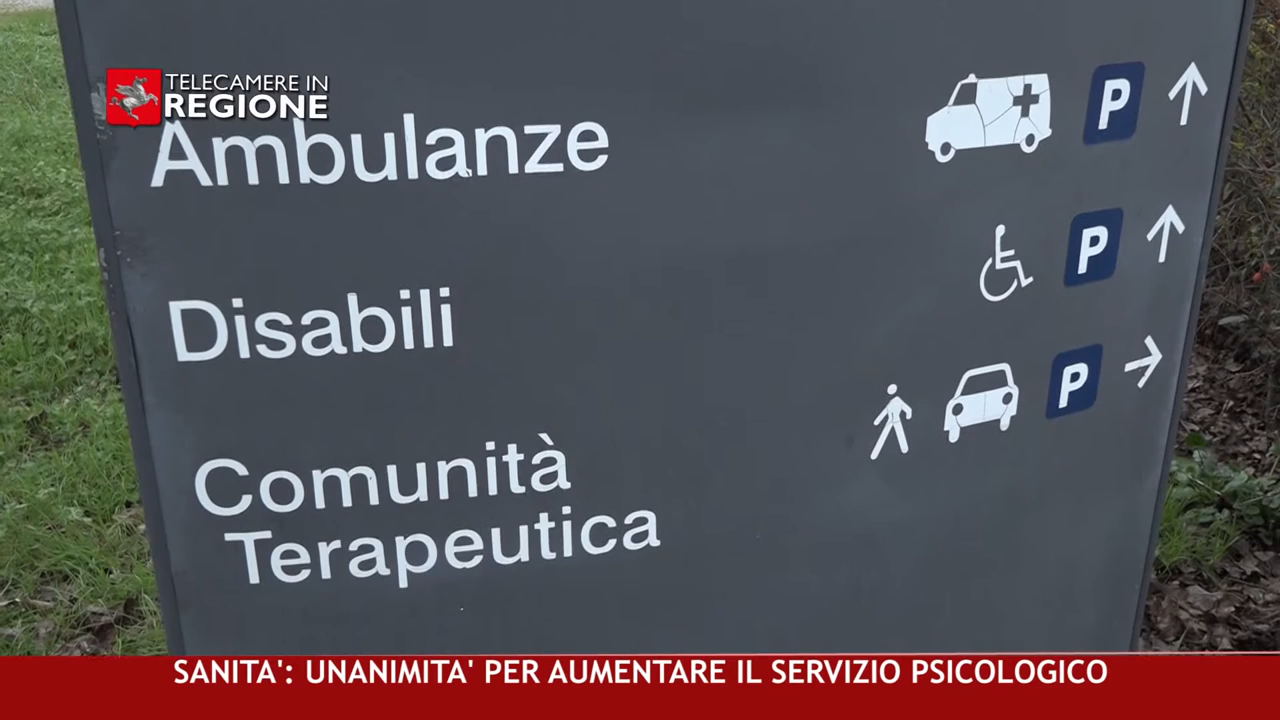 TELECAMERE IN
REGIONE
Ambulanze
P
Disabili
P
P
Comunità
Terapeutica
SANITA': UNANIMITA' PER AUMENTARE IL SERVIZIO PSICOLOGICO